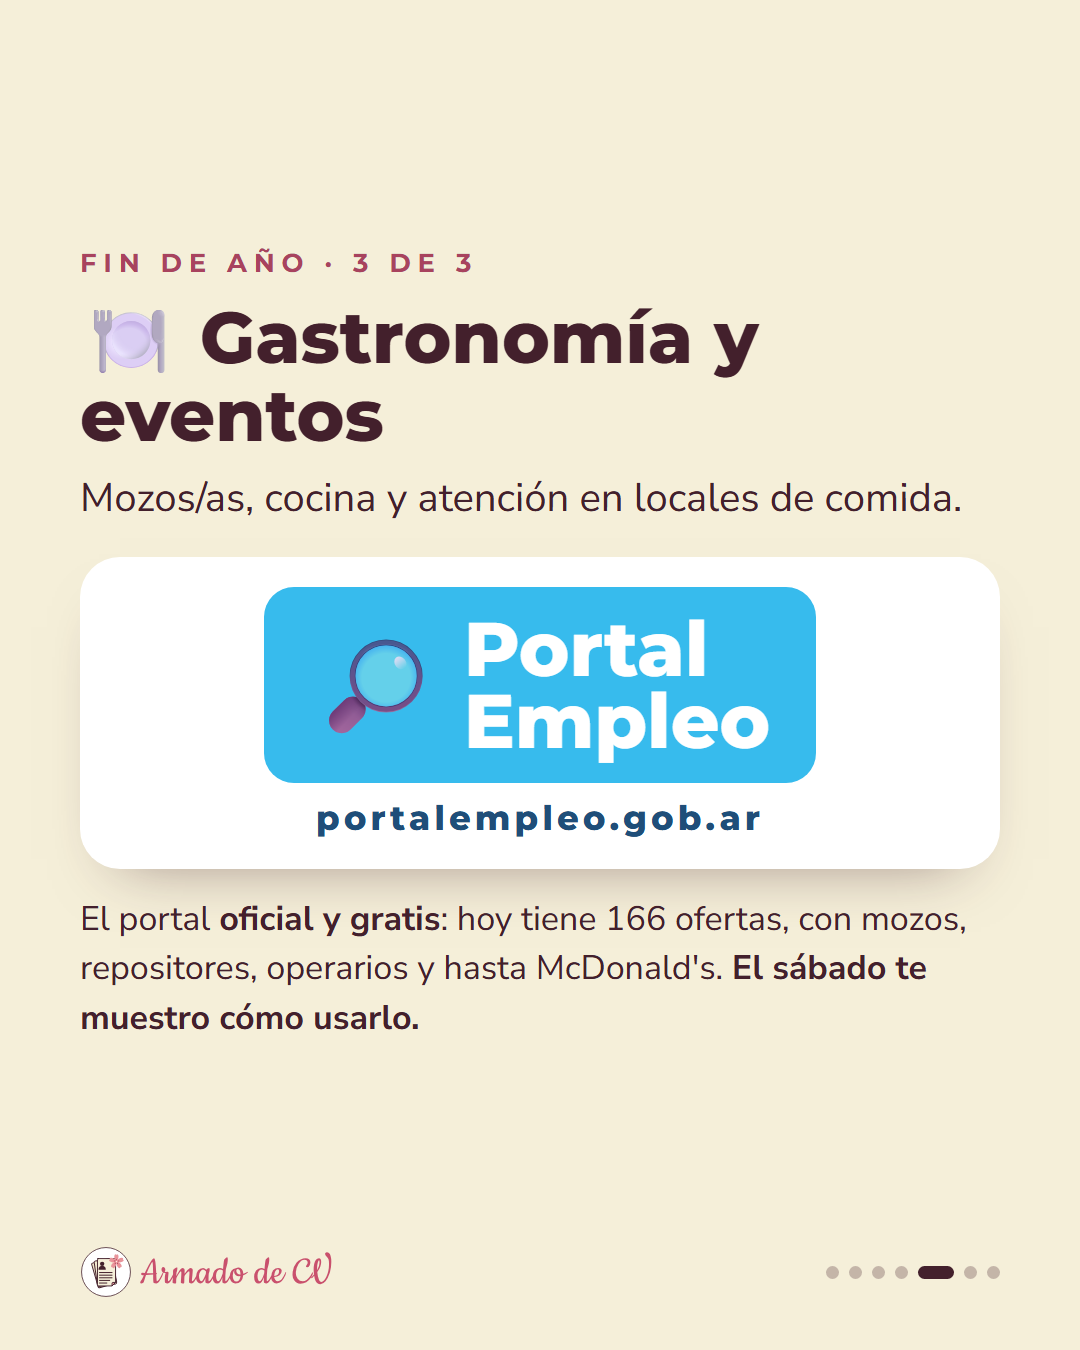 FIN DE AÑO · 3 DE 3
🍽️ Gastronomía y
eventos
Mozos/as, cocina y atención en locales de comida.
Portal
Empleo
portalempleo.gob.ar
El portal oficial y gratis: hoy tiene 166 ofertas, con mozos,
repositores, operarios y hasta McDonald's. El sábado te
muestro cómo usarlo.
Armado de CV